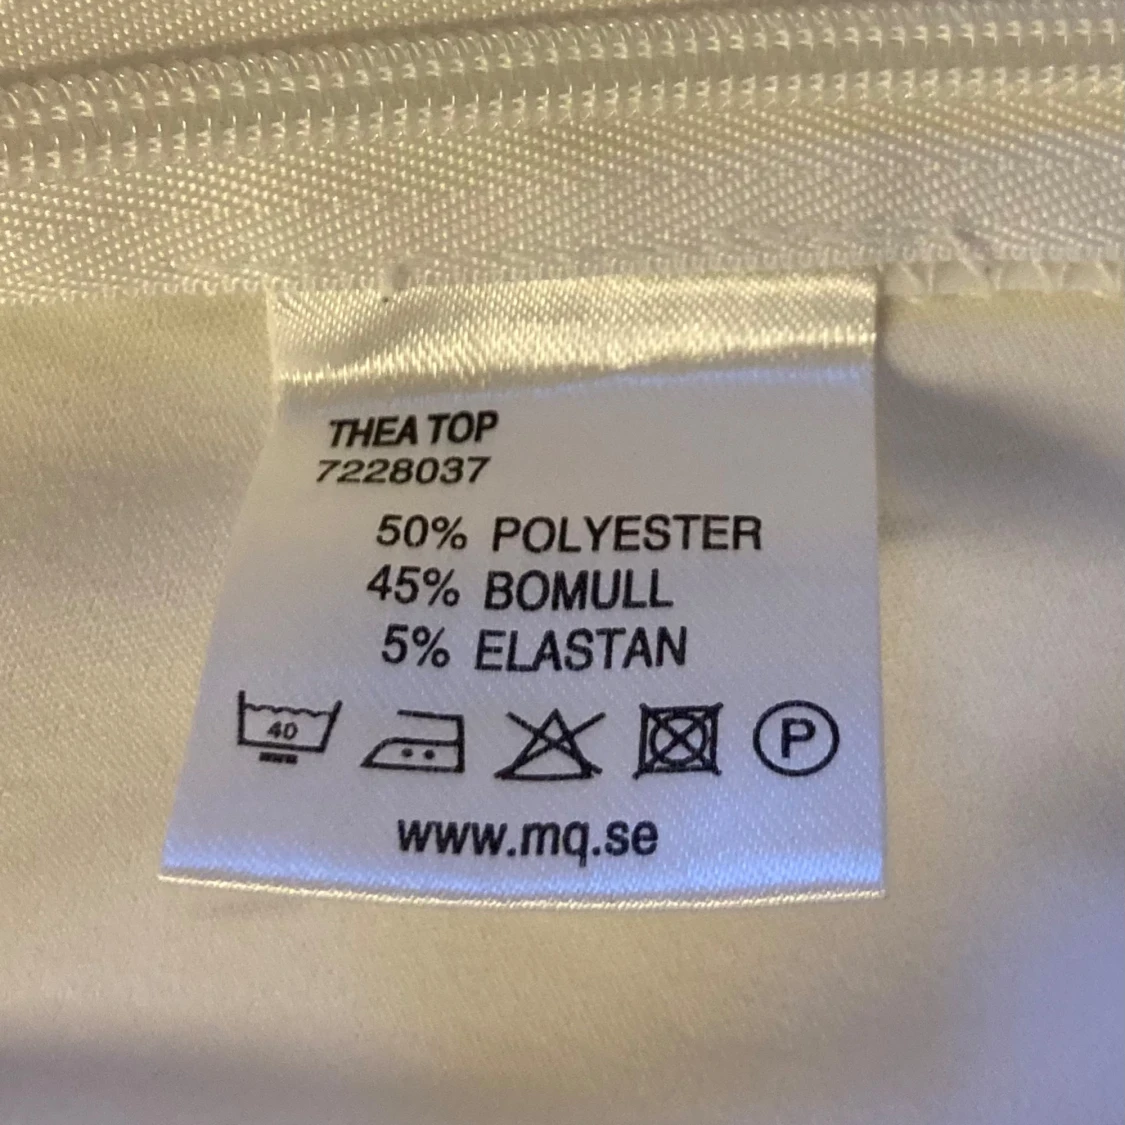 THEA TOP
7228037
50% POLYESTER
45% BOMULL
5% ELASTAN
40
P
www.mq.se